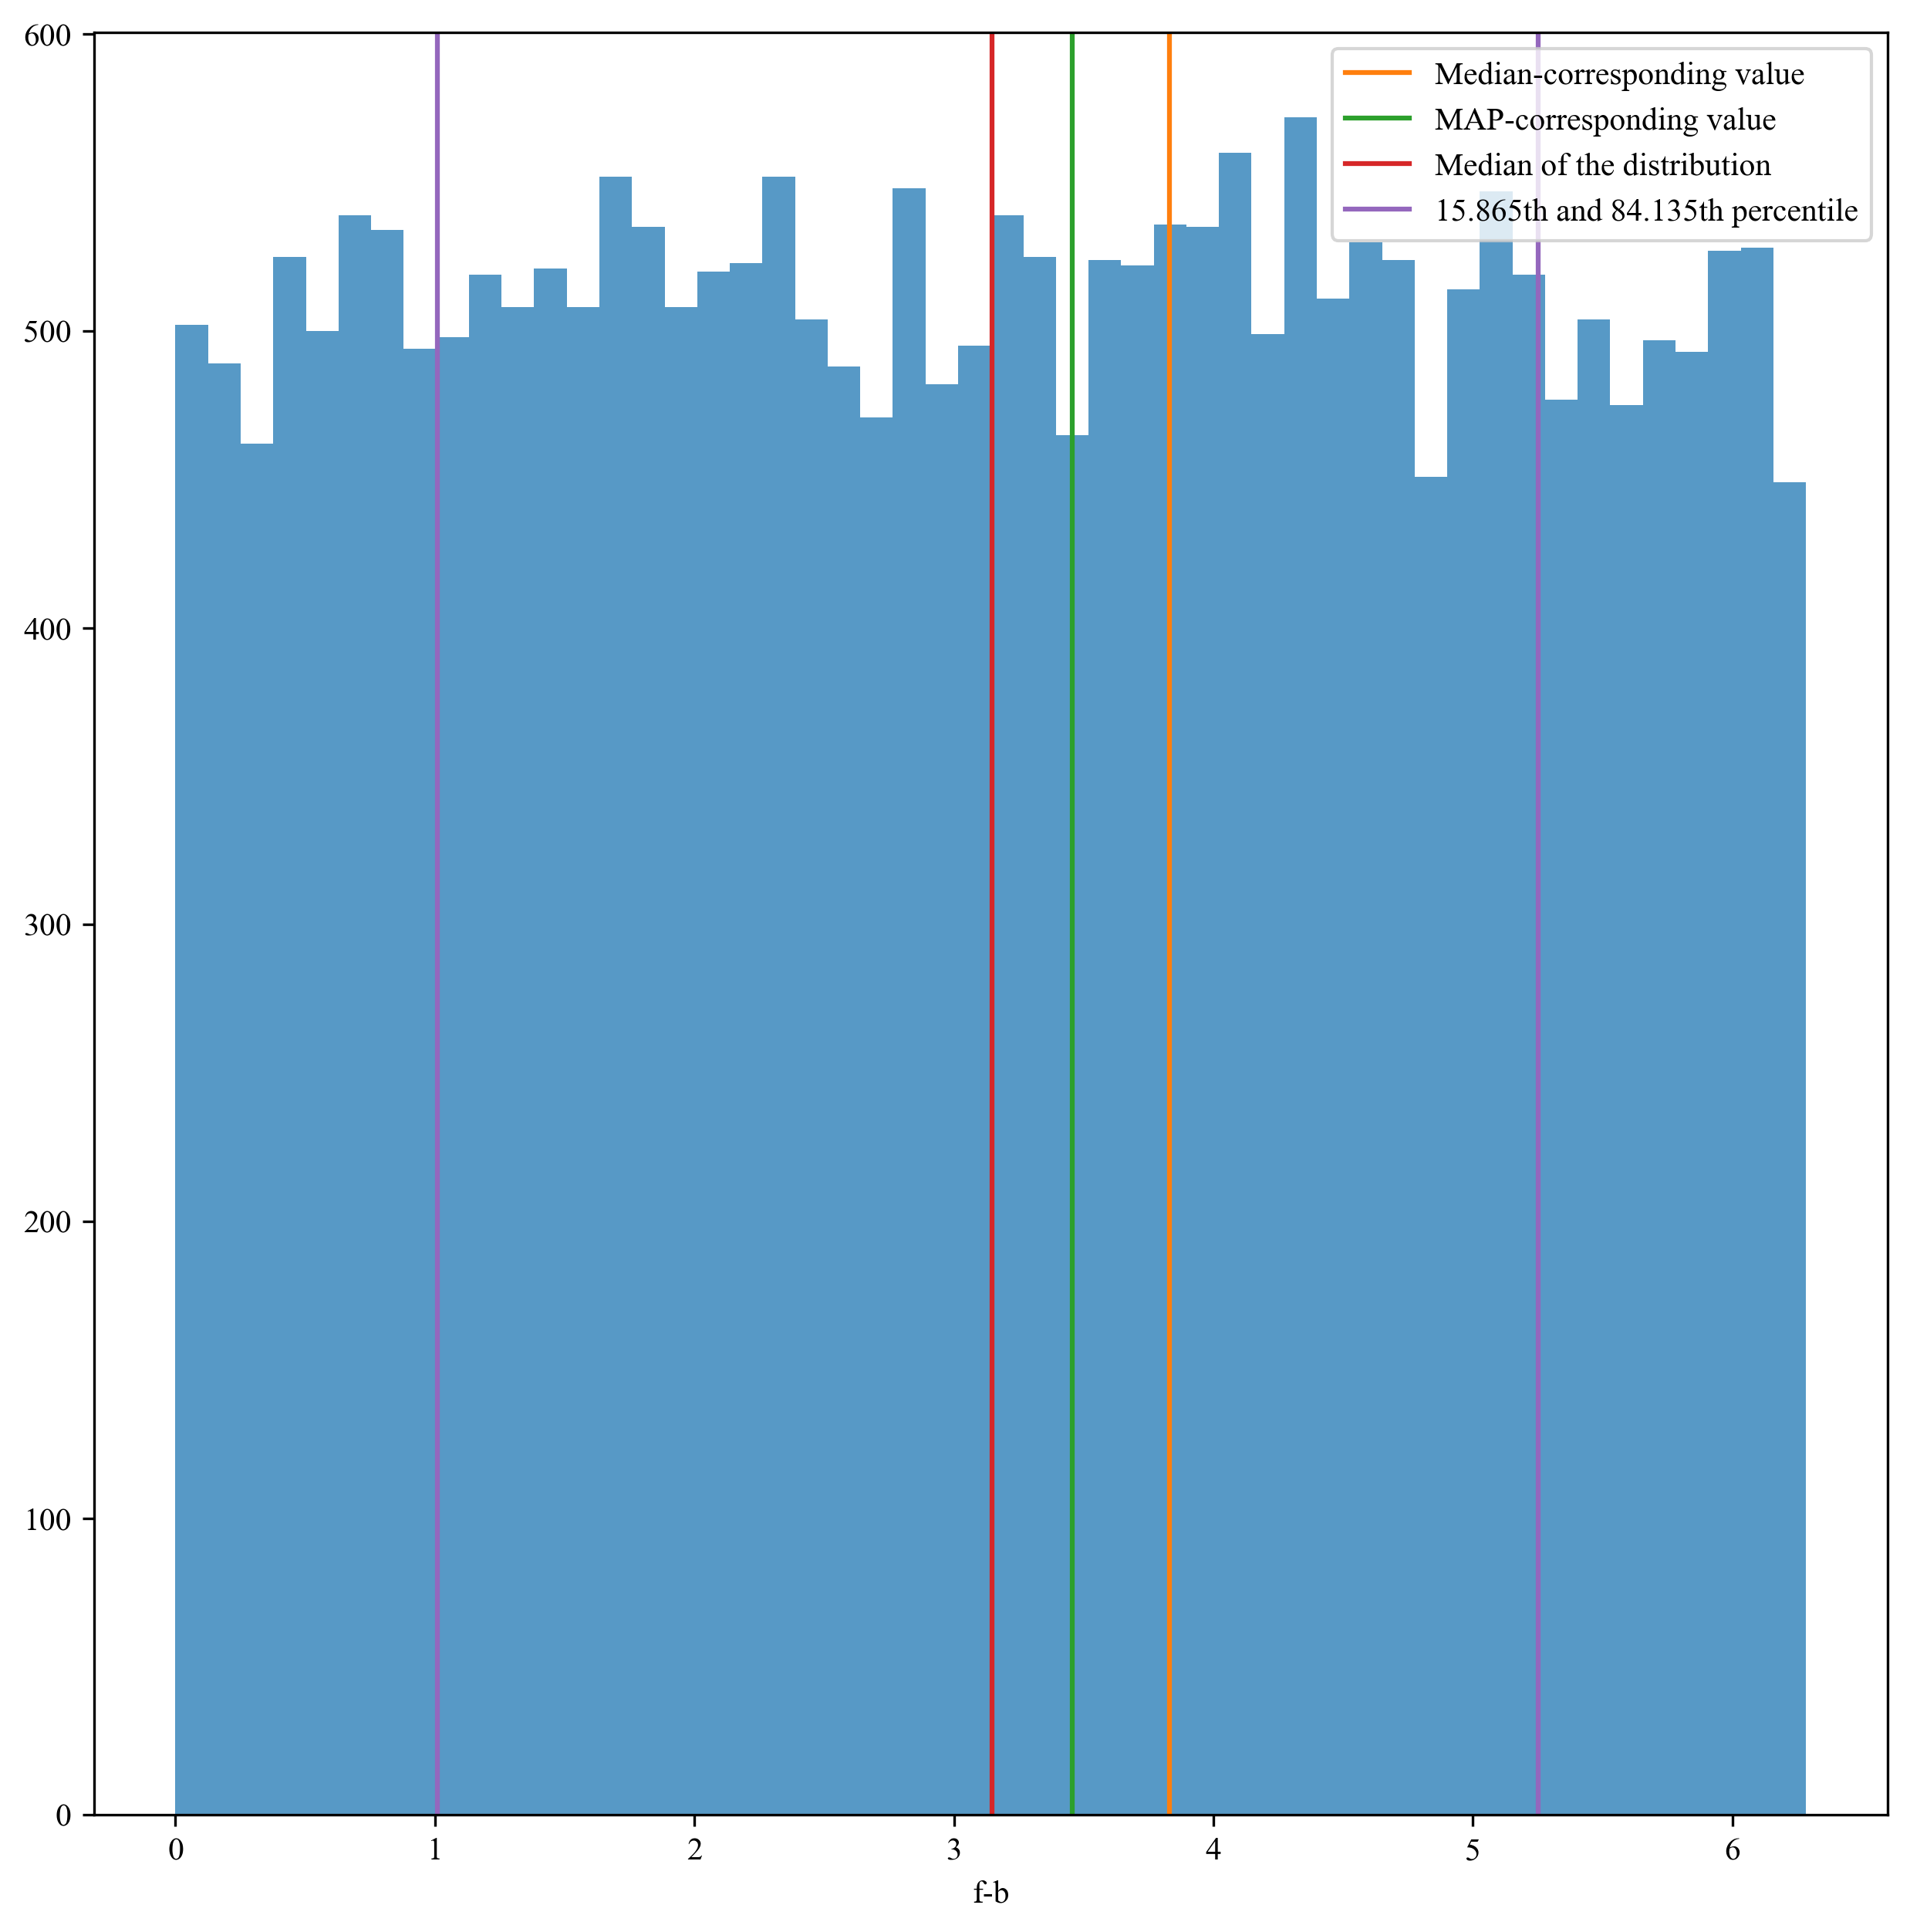 600
500
400
300
200
100
0
Median-corresponding value
MAP-corresponding value
Median of the distribution
15.865th and 84.135th percentile
0 1 2 3 4 5 6
f-b